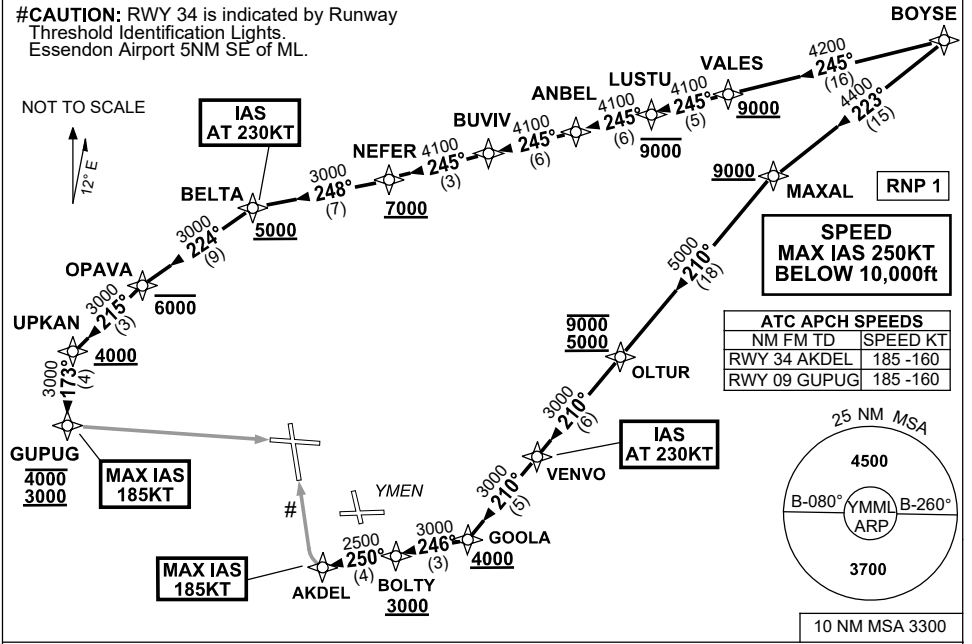 #CAUTION: RWY 34 is indicated by Runway
Threshold Identification Lights.
Essendon Airport 5NM SE of ML.
NOT TO SCALE
12° E
BOYSE
4200
245°
(16)
4400
223°
(15)
VALES
9000
4100
245°
(5)
LUSTU
9000
4100
245°
(6)
ANBEL
4100
245°
(6)
BUVIV
4100
245°
(3)
NEFER
7000
3000
248°
(7)
IAS
AT 230KT
BELTA
5000
3000
224°
(9)
OPAVA
6000
3000
215°
(3)
UPKAN
4000
3000
173°
(4)
GUPUG
4000
3000
MAX IAS
185KT
9000
MAXAL
RNP 1
SPEED
MAX IAS 250KT
BELOW 10,000ft
5000
210°
(18)
9000
5000
OLTUR
ATC APCH SPEEDS
NM FM TD SPEED KT
RWY 34 AKDEL 185 -160
RWY 09 GUPUG 185 -160
3000
210°
(6)
IAS
AT 230KT
VENVO
3000
210°
(5)
GOOLA
4000
3000
246°
(3)
BOLTY
3000
2500
250°
(4)
AKDEL
MAX IAS
185KT
#
YMEN
25 NM MSA
4500
B-080° YMML B-260°
ARP
3700
10 NM MSA 3300